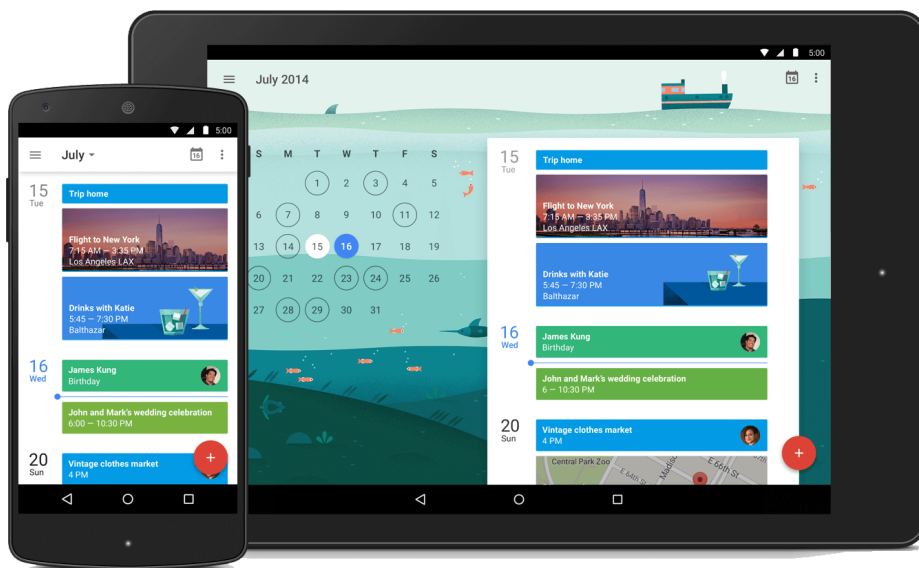 5:00
July
16
15
Tue
Trip home
Flight to New York
7:15 AM – 3:35 PM
Los Angeles LAX
Drinks with Katie
5:45 – 7:30 PM
Balthazar
16
Wed
James Kung
Birthday
John and Mark's wedding celebration
6:00 – 10:30 PM
20
Sun
Vintage clothes market
4 PM
5:00
July 2014
16
S M T W T F S
1 2 3 4 5
6 7 8 9 10 11 12
13 14 15 16 17 18 19
20 21 22 23 24 25 26
27 28 29 30 31
15
Tue
Trip home
Flight to New York
7:15 AM – 3:35 PM
Los Angeles LAX
Drinks with Katie
5:45 – 7:30 PM
Balthazar
16
Wed
James Kung
Birthday
John and Mark's wedding celebration
6 – 10:30 PM
20
Sun
Vintage clothes market
4 PM
Central Park Zoo
E 64th St
E 66th St